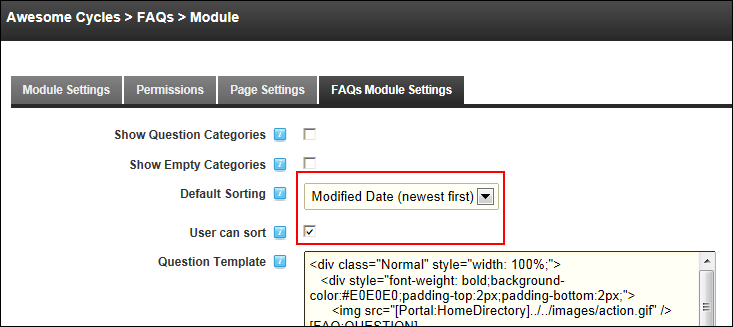 Awesome Cycles > FAQs > Module
Module Settings Permissions Page Settings FAQs Module Settings
Show Question Categories
Show Empty Categories
Default Sorting Modified Date (newest first)
User can sort
Question Template <div class="Normal" style="width: 100%;">
<div style="font-weight: bold;background-
color:#E0E0E0;padding-top:2px;padding-bottom:2px;">
<img src="[Portal:HomeDirectory]../../images/action.gif" />
[FAQ:QUESTION]